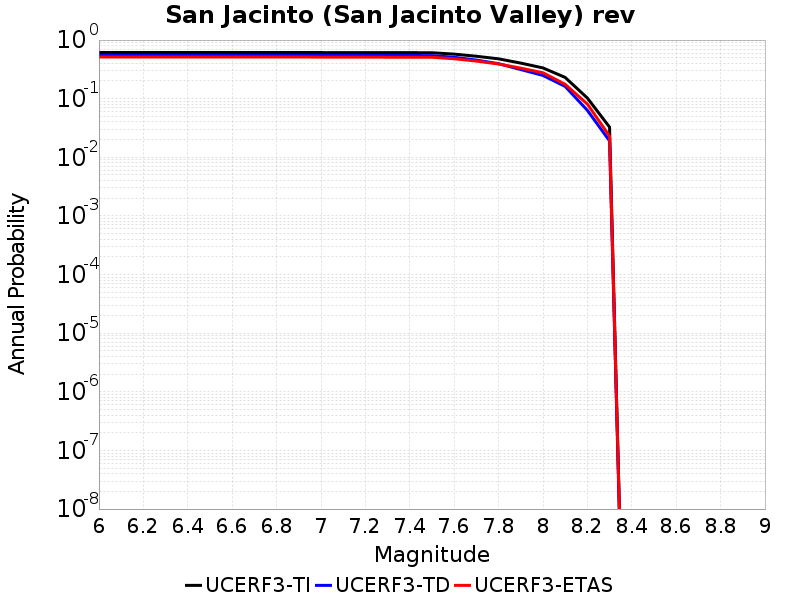 San Jacinto (San Jacinto Valley) rev
Annual Probability
10^0
10^-1
10^-2
10^-3
10^-4
10^-5
10^-6
10^-7
10^-8
6 6.2 6.4 6.6 6.8 7 7.2 7.4 7.6 7.8 8 8.2 8.4 8.6 8.8 9
Magnitude
UCERF3-TI UCERF3-TD UCERF3-ETAS